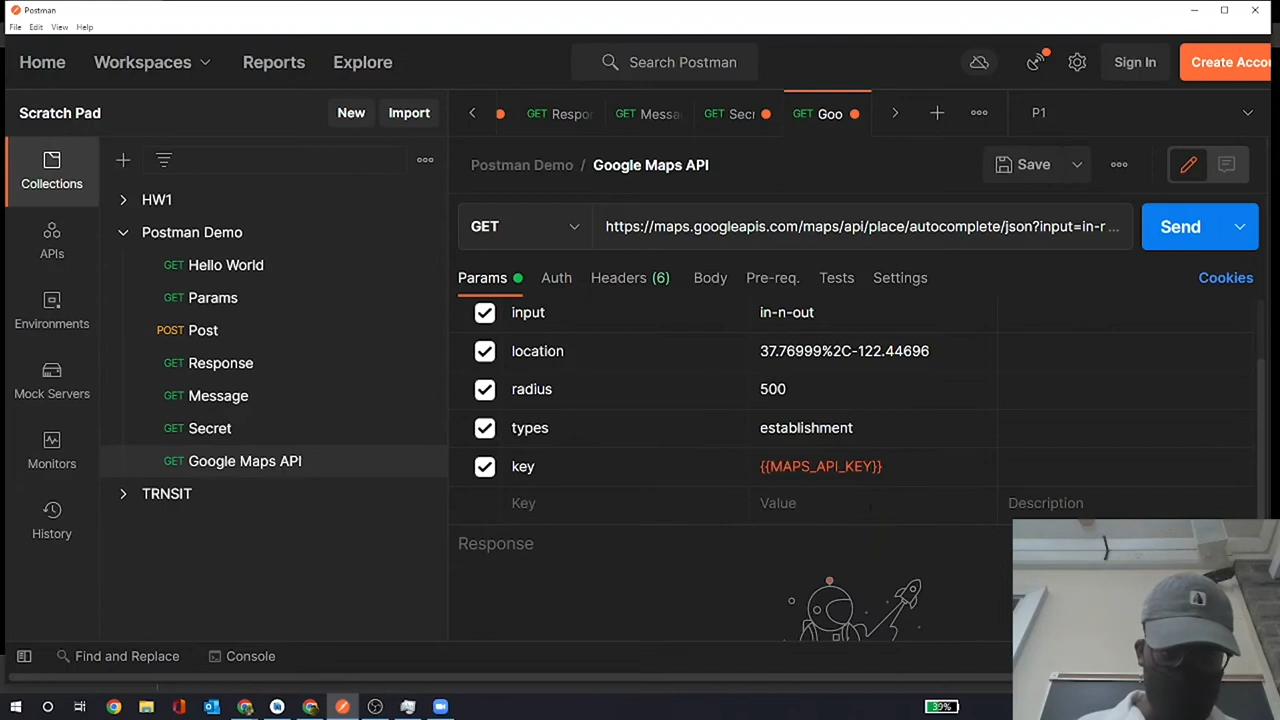 Postman
File Edit View Help
Home Workspaces Reports Explore Search Postman Sign In Create Accou
Scratch Pad New Import
GET Respor GET Messa GET Secr GET Goo P1
Collections
APIs
Environments
Mock Servers
Monitors
History
HW1
Postman Demo
GET Hello World
GET Params
POST Post
GET Response
GET Message
GET Secret
GET Google Maps API
TRNSIT
Postman Demo / Google Maps API Save
GET https://maps.googleapis.com/maps/api/place/autocomplete/json?input=in-r ... Send
Params Auth Headers (6) Body Pre-req. Tests Settings Cookies
input in-n-out
location 37.76999%2C-122.44696
radius 500
types establishment
key {{MAPS_API_KEY}}
Key Value Description
Response
Find and Replace Console
39%